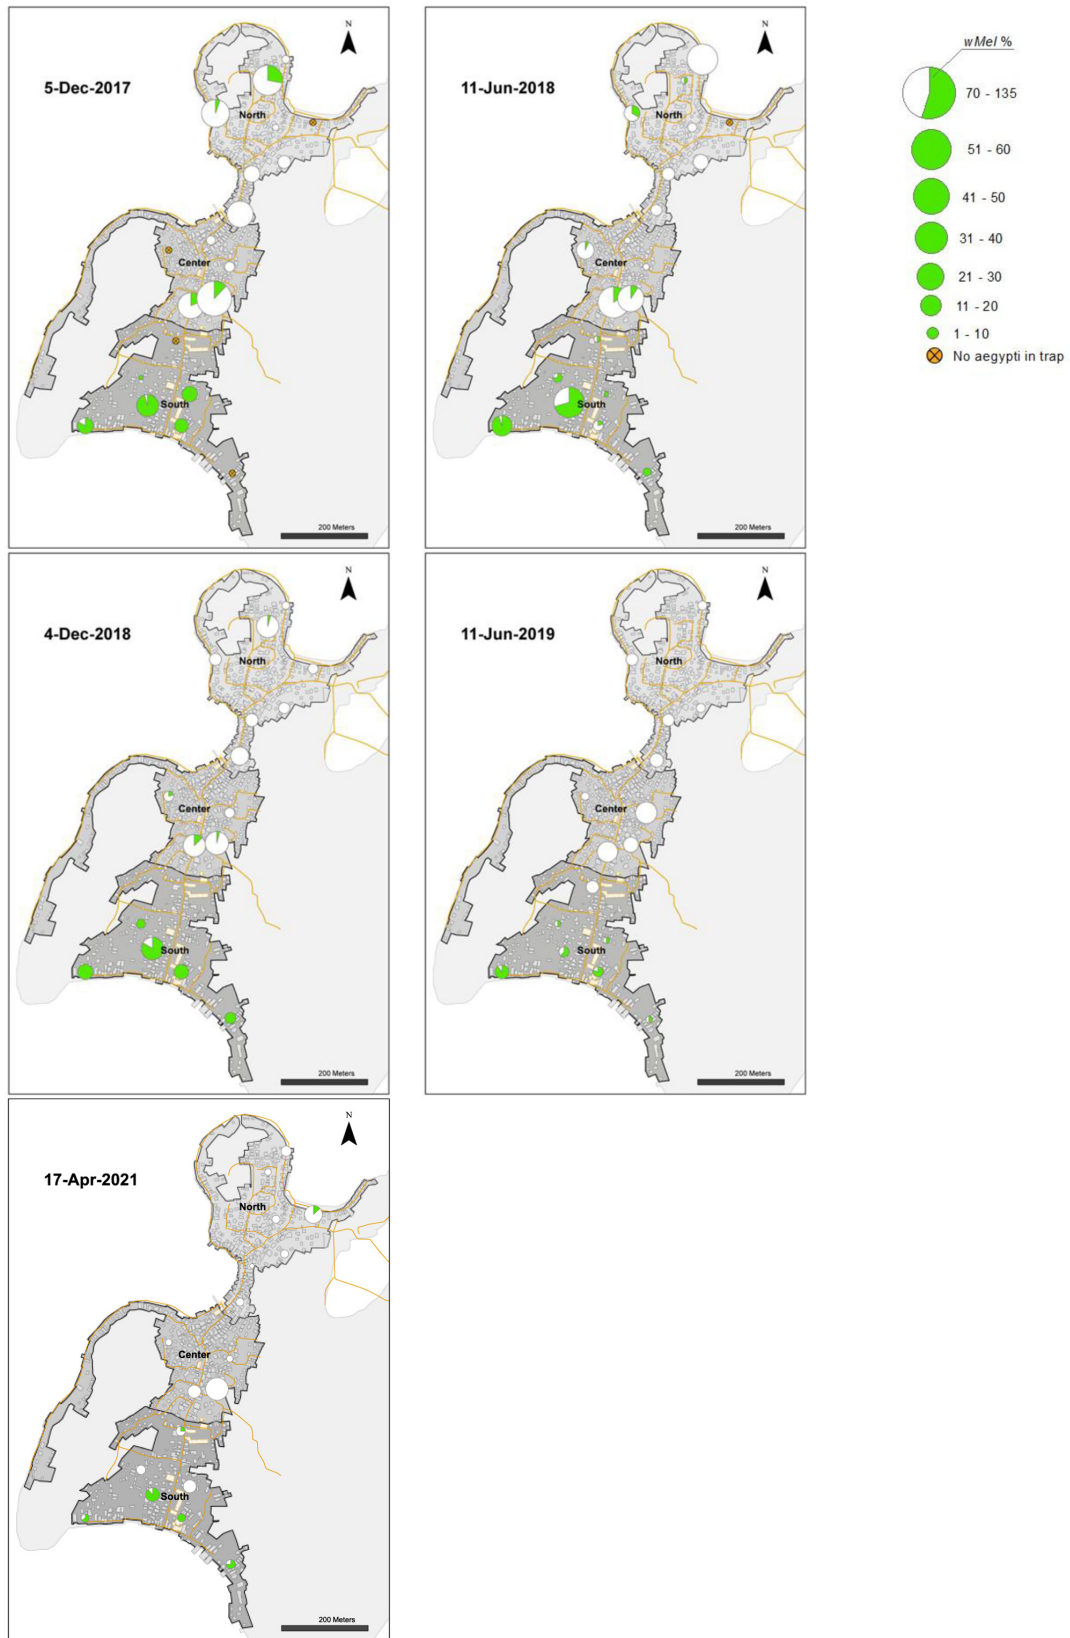 N
5-Dec-2017
North
Center
South
200 Meters
N
11-Jun-2018
North
Center
South
200 Meters
wMel %
70 - 135
51 - 60
41 - 50
31 - 40
21 - 30
11 - 20
1 - 10
No aegypti in trap
N
4-Dec-2018
North
Center
South
200 Meters
N
11-Jun-2019
North
Center
South
200 Meters
N
17-Apr-2021
North
Center
South
200 Meters